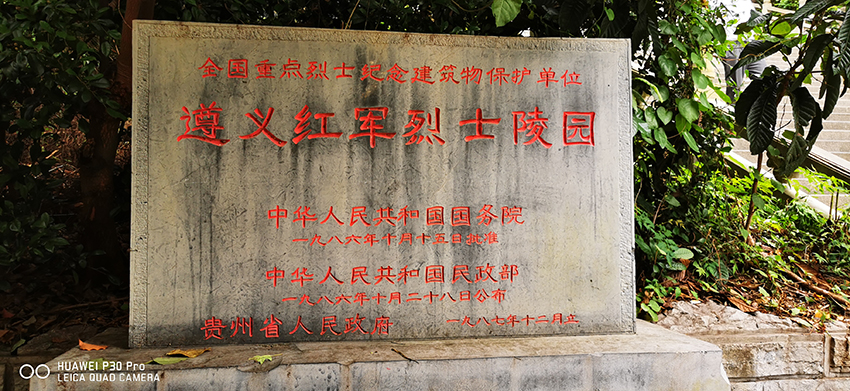 全国重点烈士纪念建筑物保护单位
遵义红军烈士陵园
中华人民共和国国务院
一九八六年十月十五日批准
中华人民共和国民政部
一九八六年十月二十八日公布
贵州省人民政府 一九八七年十二月立
HUAWEI P30 Pro
LEICA QUAD CAMERA